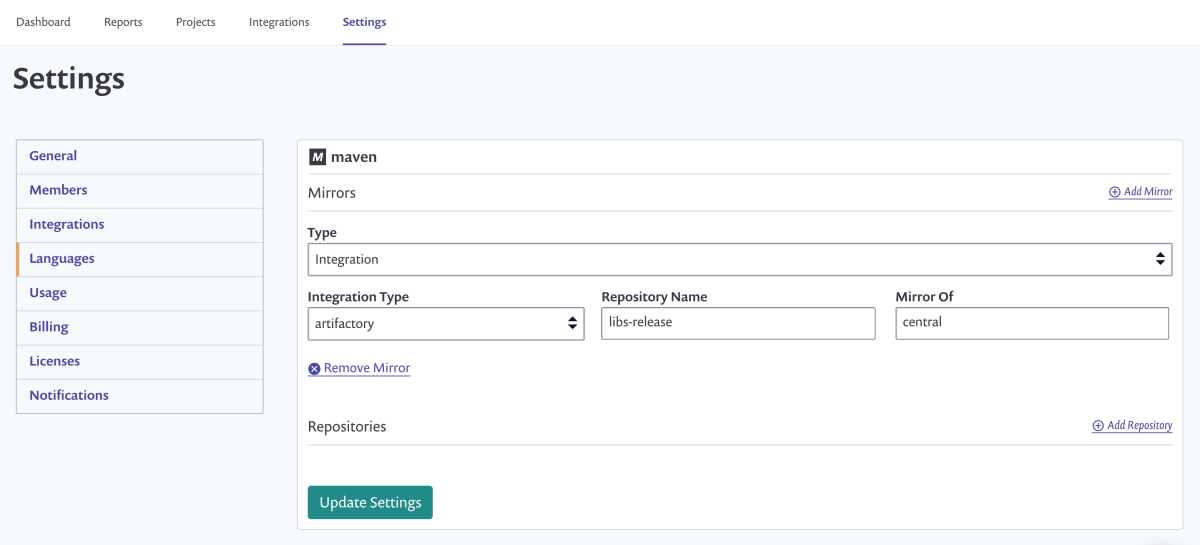 Dashboard Reports Projects Integrations Settings
Settings
General
Members
Integrations
Languages
Usage
Billing
Licenses
Notifications
M maven
Mirrors Add Mirror
Type
Integration
Integration Type Repository Name Mirror Of
artifactory libs-release central
Remove Mirror
Repositories Add Repository
Update Settings